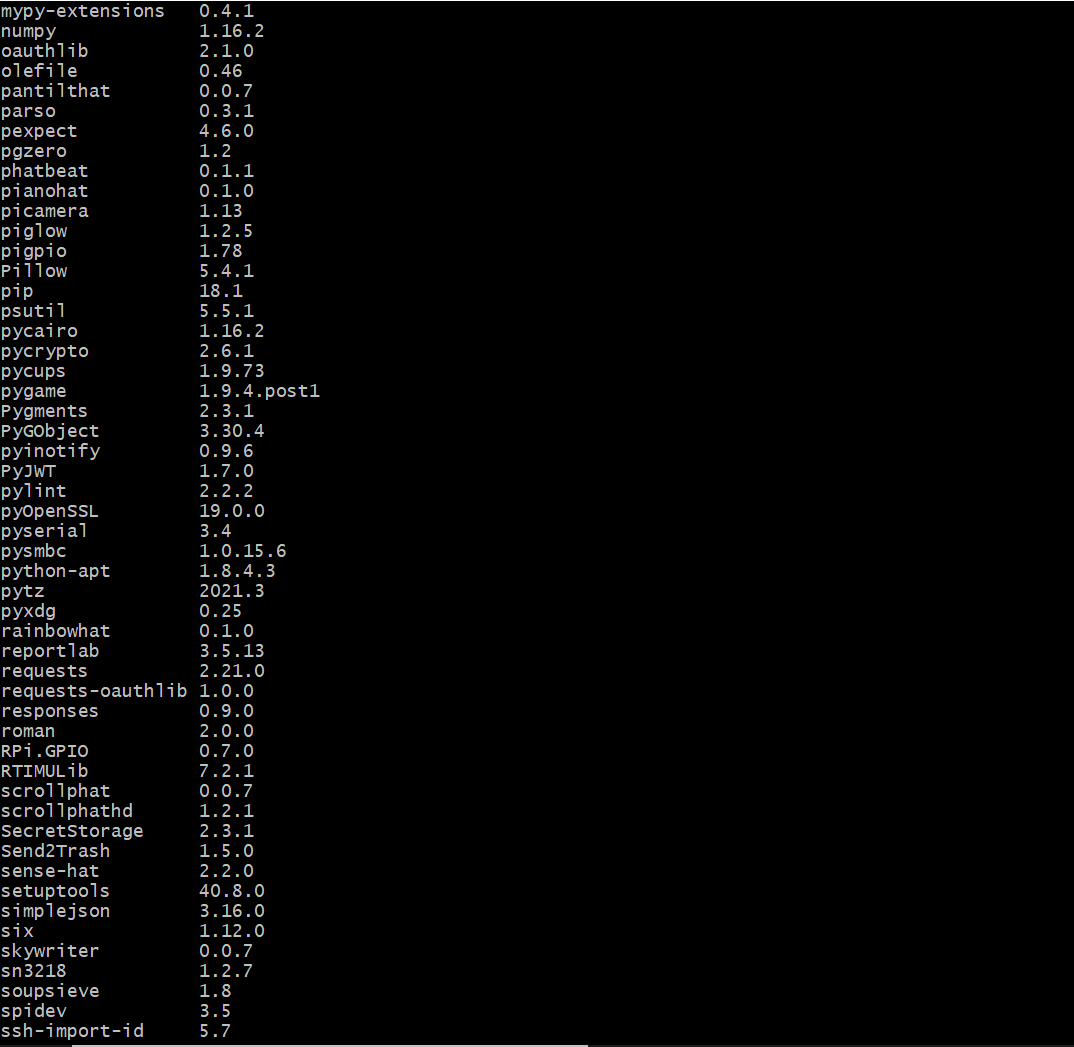 mypy-extensions   0.4.1
numpy             1.16.2
oauthlib          2.1.0
olefile           0.46
pantilthat        0.0.7
parso             0.3.1
pexpect           4.6.0
pgzero            1.2
phatbeat          0.1.1
pianohat          0.1.0
picamera          1.13
piglow            1.2.5
pigpio            1.78
Pillow            5.4.1
pip               18.1
psutil            5.5.1
pycairo           1.16.2
pycrypto          2.6.1
pycups            1.9.73
pygame            1.9.4.post1
Pygments          2.3.1
PyGObject         3.30.4
pyinotify         0.9.6
PyJWT             1.7.0
pylint            2.2.2
pyOpenSSL         19.0.0
pyserial          3.4
pysmbc            1.0.15.6
python-apt        1.8.4.3
pytz              2021.3
pyxdg             0.25
rainbowhat        0.1.0
reportlab         3.5.13
requests          2.21.0
requests-oauthlib 1.0.0
responses         0.9.0
roman             2.0.0
RPi.GPIO          0.7.0
RTIMULib          7.2.1
scrollphat        0.0.7
scrollphathd      1.2.1
SecretStorage     2.3.1
Send2Trash        1.5.0
sense-hat         2.2.0
setuptools        40.8.0
simplejson        3.16.0
six               1.12.0
skywriter         0.0.7
sn3218            1.2.7
soupsieve         1.8
spidev            3.5
ssh-import-id     5.7